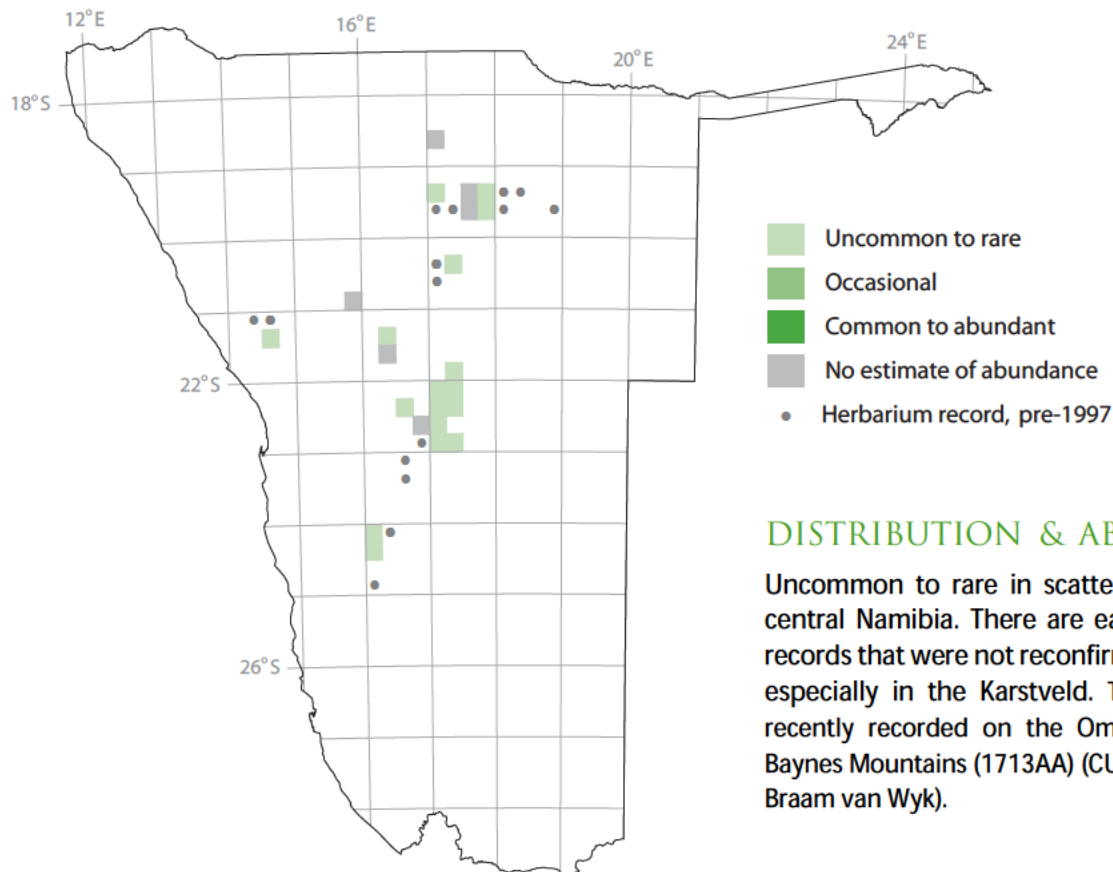 12°E
16°E
20°E
24°E
18°S
22°S
26°S
Uncommon to rare
Occasional
Common to abundant
No estimate of abundance
Herbarium record, pre-1997
DISTRIBUTION & AB
Uncommon to rare in scatte
central Namibia. There are ea
records that were not reconfirm
especially in the Karstveld. T
recently recorded on the Om
Baynes Mountains (1713AA) (CU
Braam van Wyk).